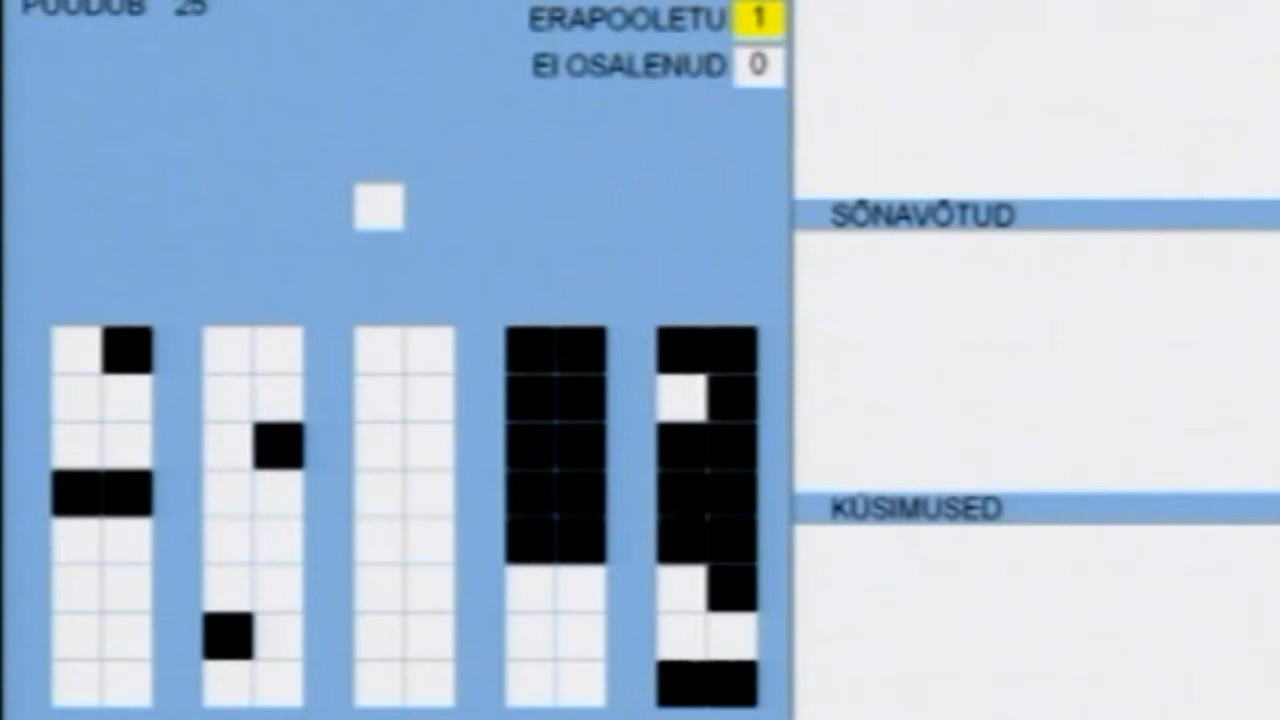 PUUDUB 25
ERAPOOLETU 1
EI OSALENUD 0
SÕNAVÕTUD
KÜSIMUSED